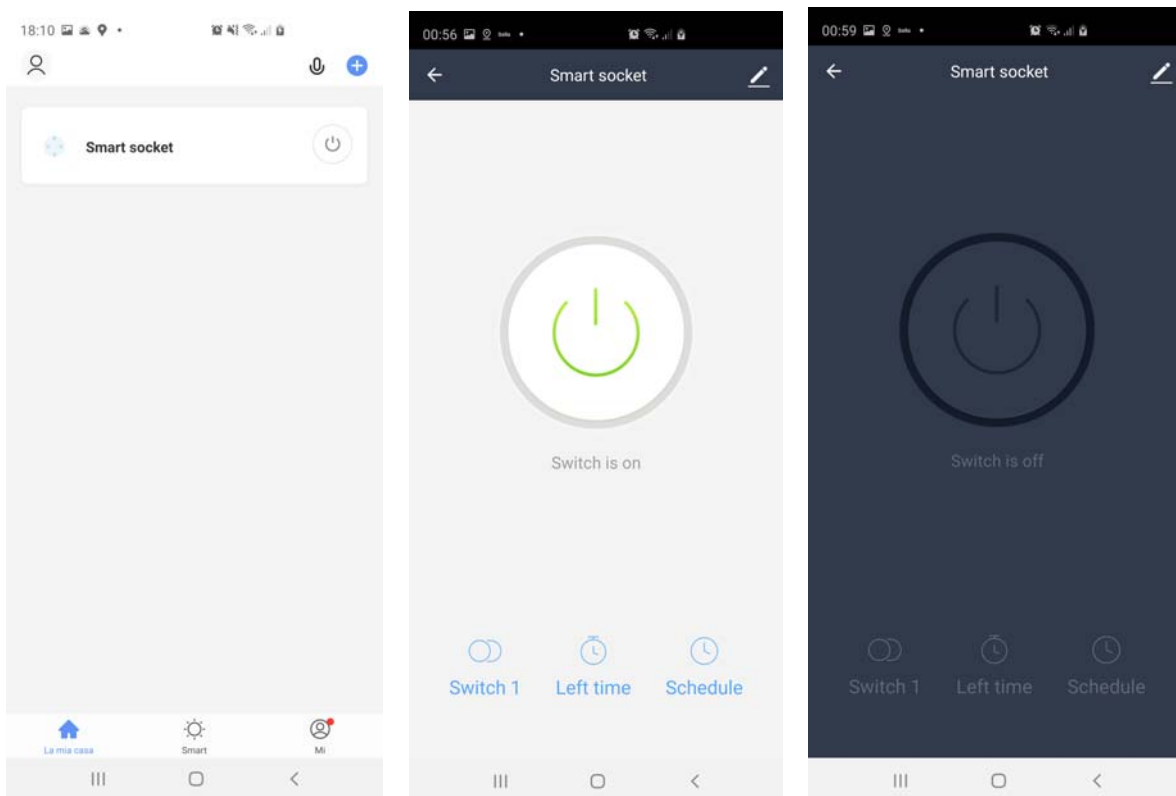 18:10
Smart socket
La mia casa
Smart
Mi
00:56
Smart socket
Switch is on
Switch 1
Left time
Schedule
00:59
Smart socket
Switch is off
Switch 1
Left time
Schedule